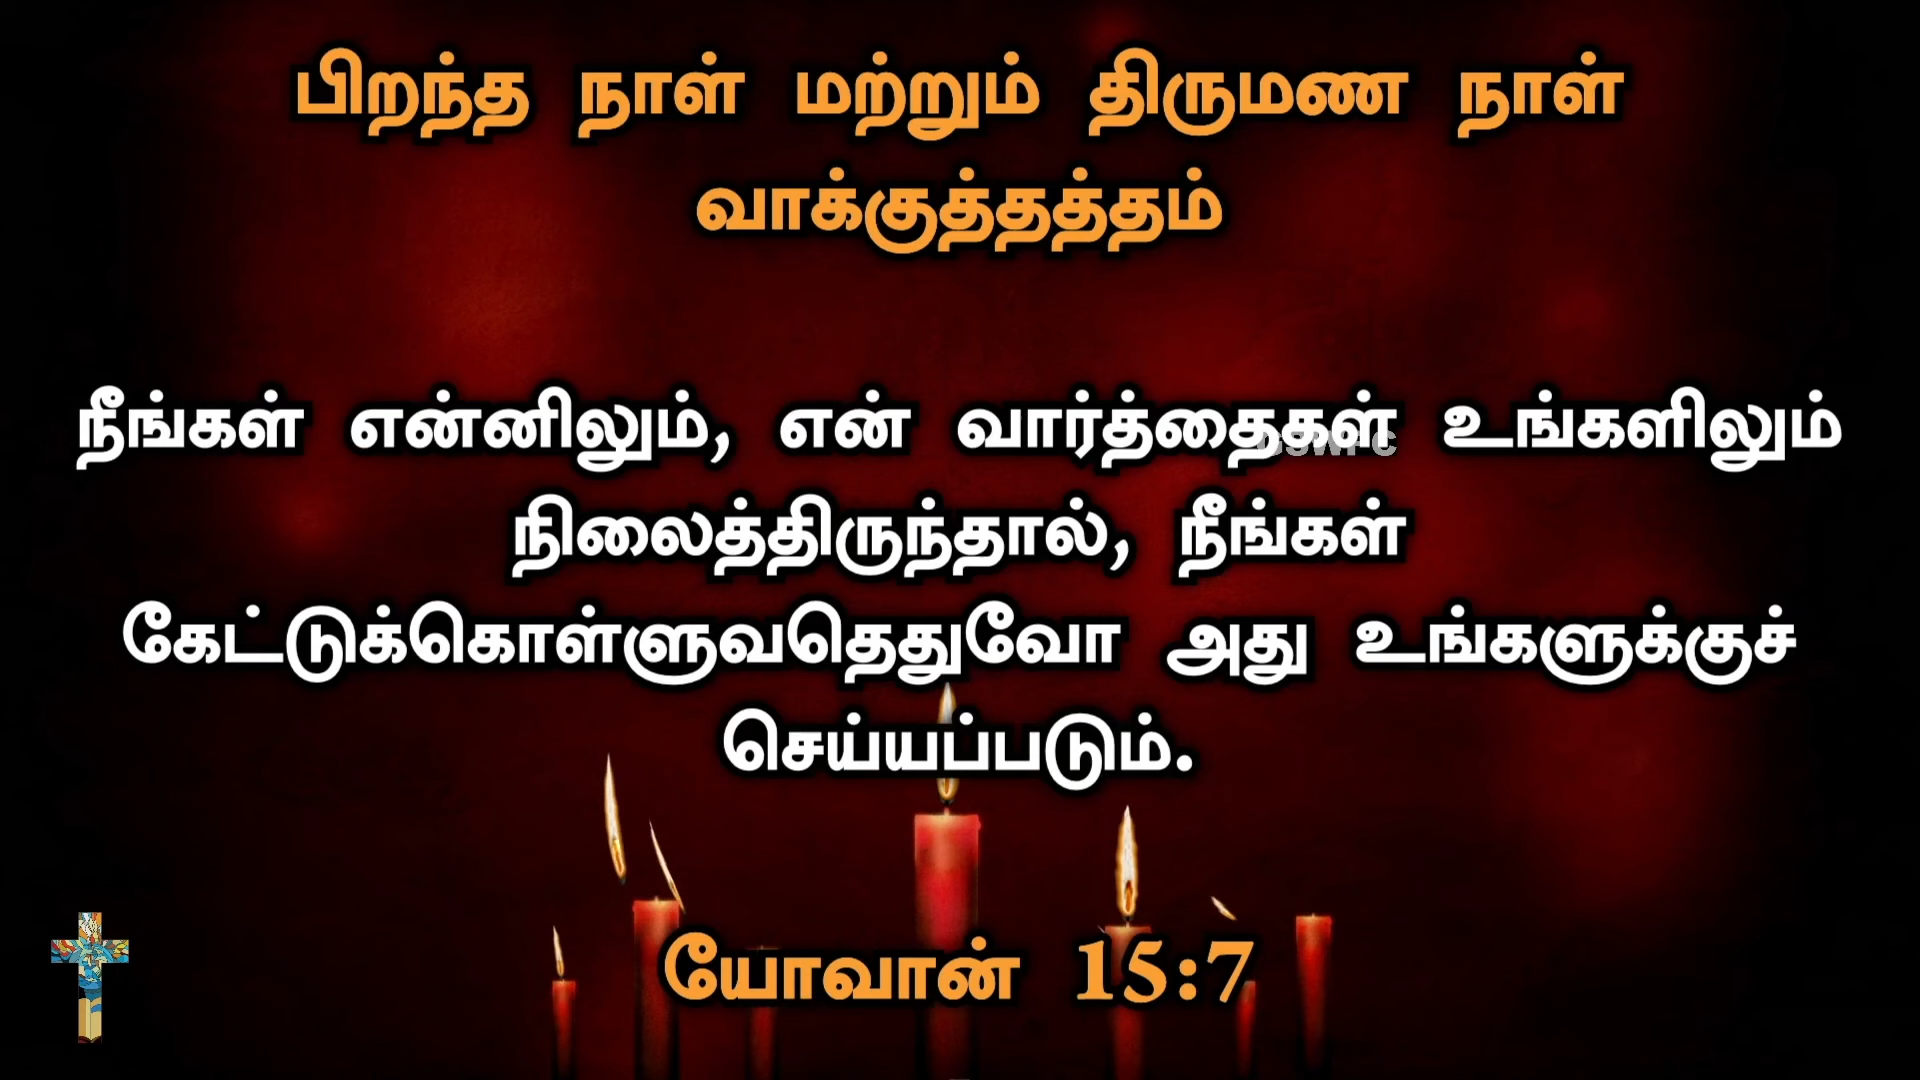 பிறந்த நாள் மற்றும் திருமண நாள்
வாக்குத்தத்தம்
நீங்கள் என்னிலும், என் வார்த்தைகள் உங்களிலும்
நிலைத்திருந்தால், நீங்கள்
கேட்டுக்கொள்ளுவதெதுவோ அது உங்களுக்குச்
செய்யப்படும்.
யோவான் 15:7